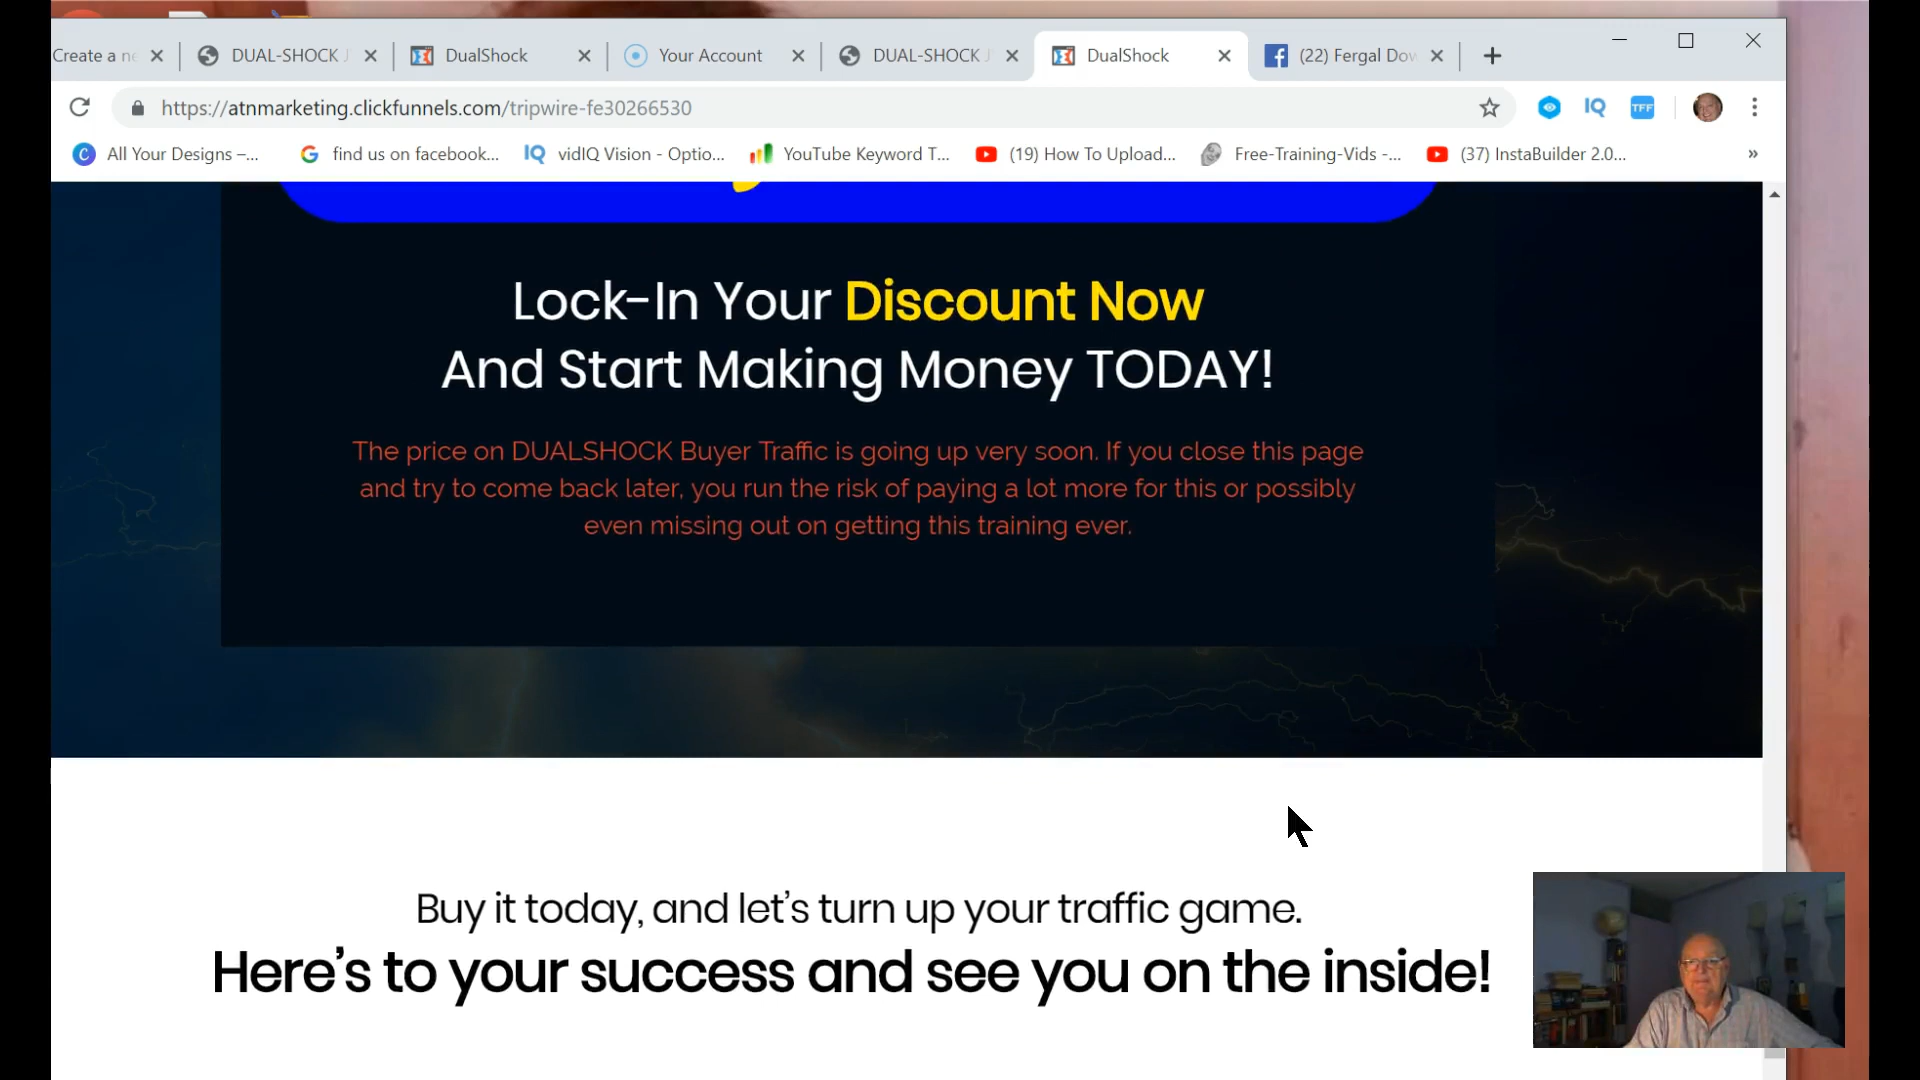 Create a ne
DUAL-SHOCK J
DualShock
Your Account
DUAL-SHOCK J
DualShock
(22) Fergal Dow
https://atnmarketing.clickfunnels.com/tripwire-fe30266530
IQ
TFF
C
All Your Designs –...
G
find us on facebook...
IQ
vidIQ Vision - Optio...
YouTube Keyword T...
(19) How To Upload...
Free-Training-Vids -...
(37) InstaBuilder 2.0...
»
Lock-In Your Discount Now
And Start Making Money TODAY!
The price on DUALSHOCK Buyer Traffic is going up very soon. If you close this page
and try to come back later, you run the risk of paying a lot more for this or possibly
even missing out on getting this training ever.
Buy it today, and let's turn up your traffic game.
Here's to your success and see you on the inside!